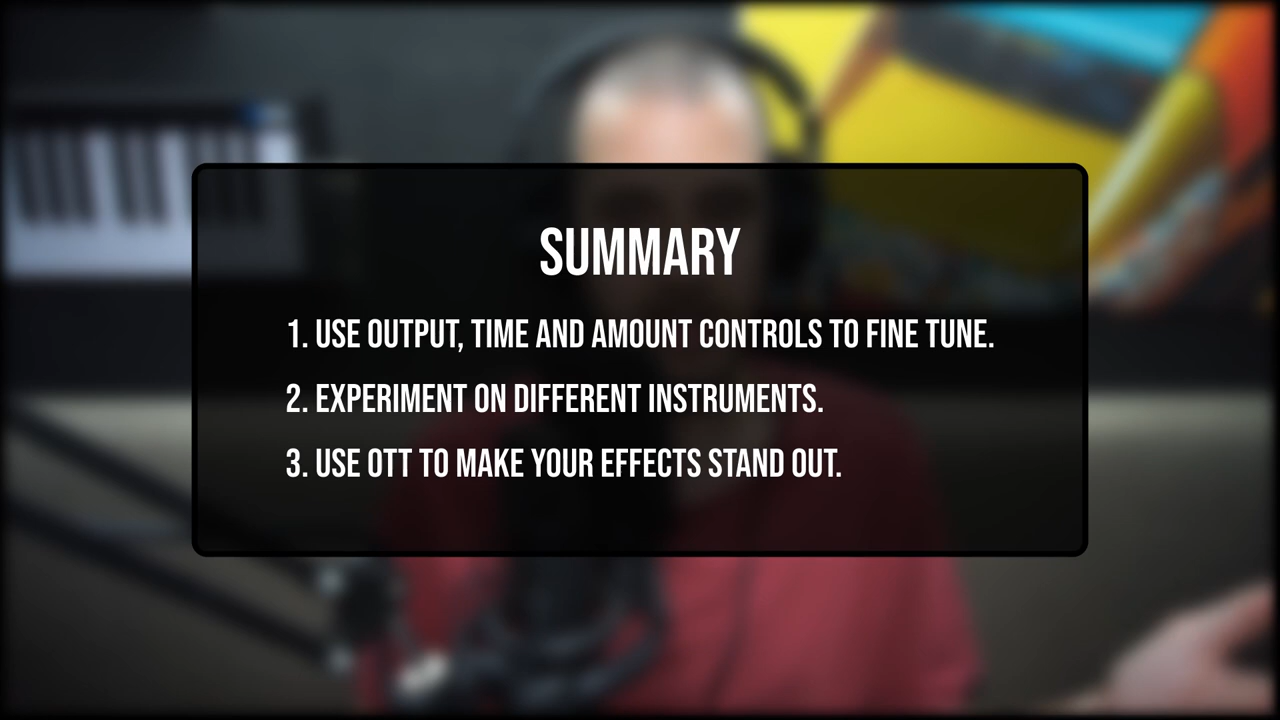 SUMMARY
1. USE OUTPUT, TIME AND AMOUNT CONTROLS TO FINE TUNE.
2. EXPERIMENT ON DIFFERENT INSTRUMENTS.
3. USE OTT TO MAKE YOUR EFFECTS STAND OUT.